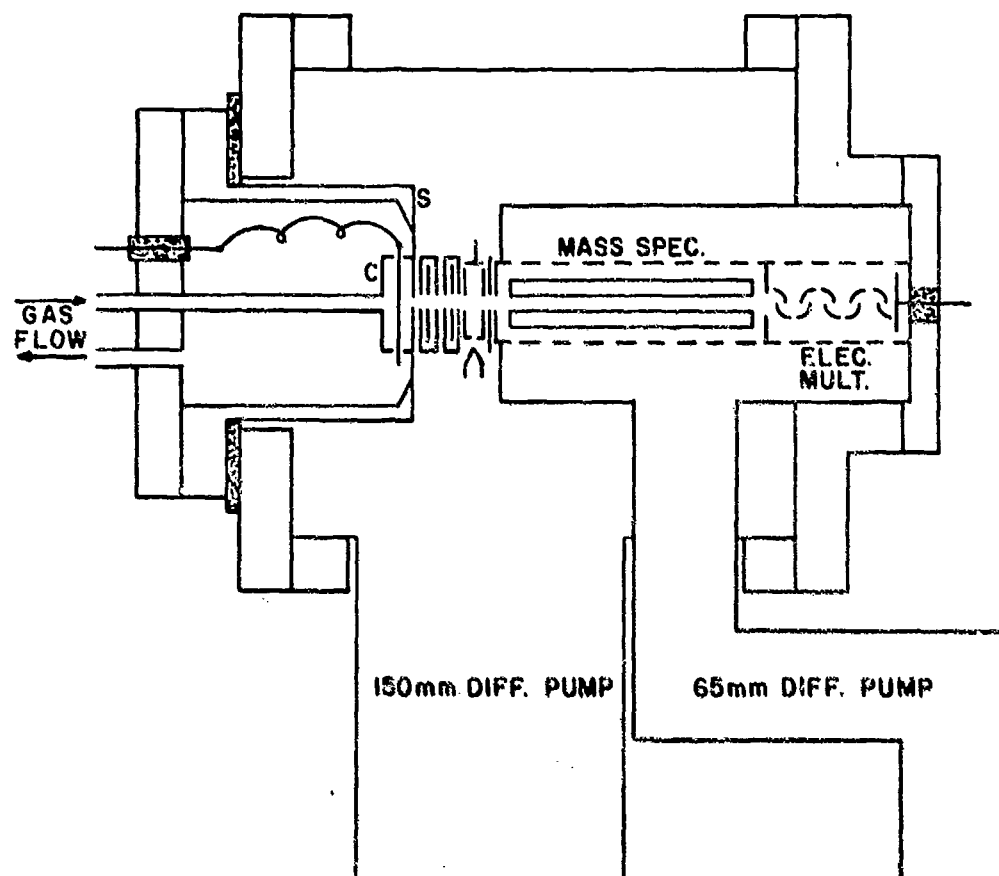 S
MASS SPEC.
C
GAS
FLOW
ELEC.
MULT.
150mm DIFF. PUMP
65mm DIFF. PUMP